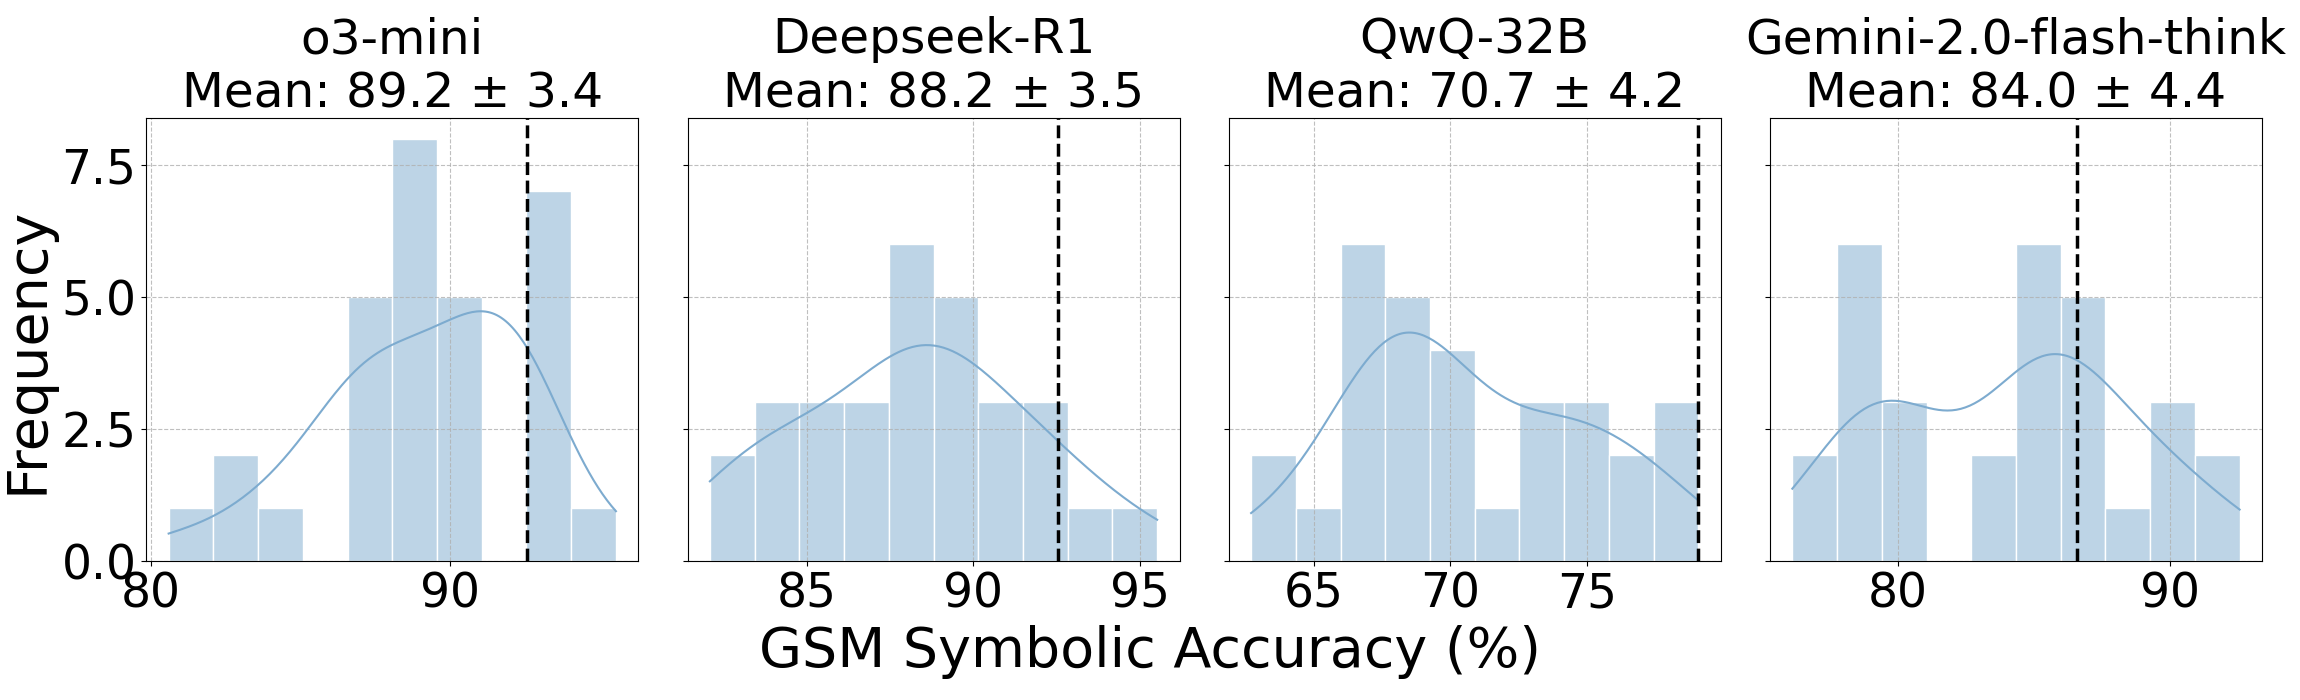 o3-mini
Mean: 89.2 ± 3.4
Deepseek-R1
Mean: 88.2 ± 3.5
QwQ-32B
Mean: 70.7 ± 4.2
Gemini-2.0-flash-think
Mean: 84.0 ± 4.4
Frequency
7.5
5.0
2.5
0.0
80 90
85 90 95
65 70 75
80 90
GSM Symbolic Accuracy (%)